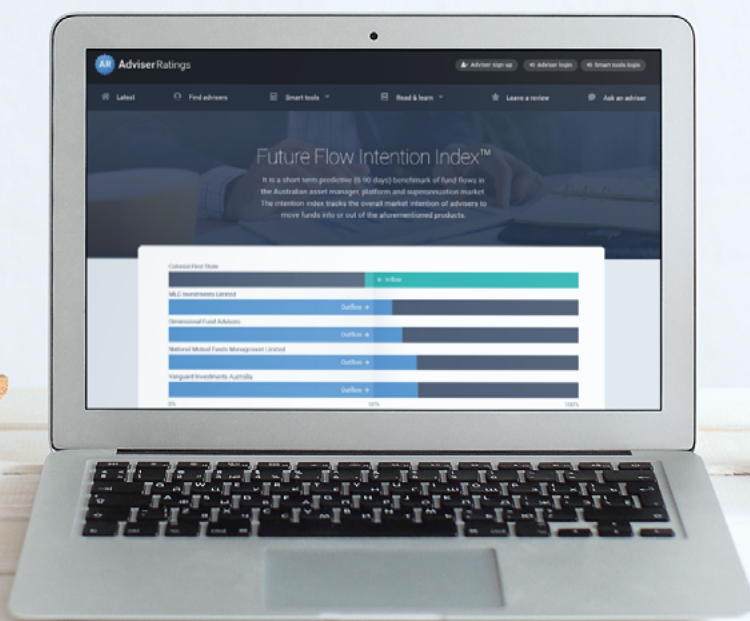 AR AdviserRatings
Adviser sign up
Adviser login
Smart tools login
Latest
Find advisers
Smart tools
Read & learn
Leave a review
Ask an adviser
Future Flow Intention Index™
It is a short term predictive (6-90 days) benchmark of fund flows in
the Australian asset manager, platform and superannuation market.
The intention index tracks the overall market intention of advisers to
move funds into or out of the aforementioned products.
Colonial First State
Inflow
MLC Investments Limited
Outflow
Dimensional Fund Advisors
Outflow
National Mutual Funds Management Limited
Outflow
Vanguard Investments Australia
Outflow
0%
50%
100%